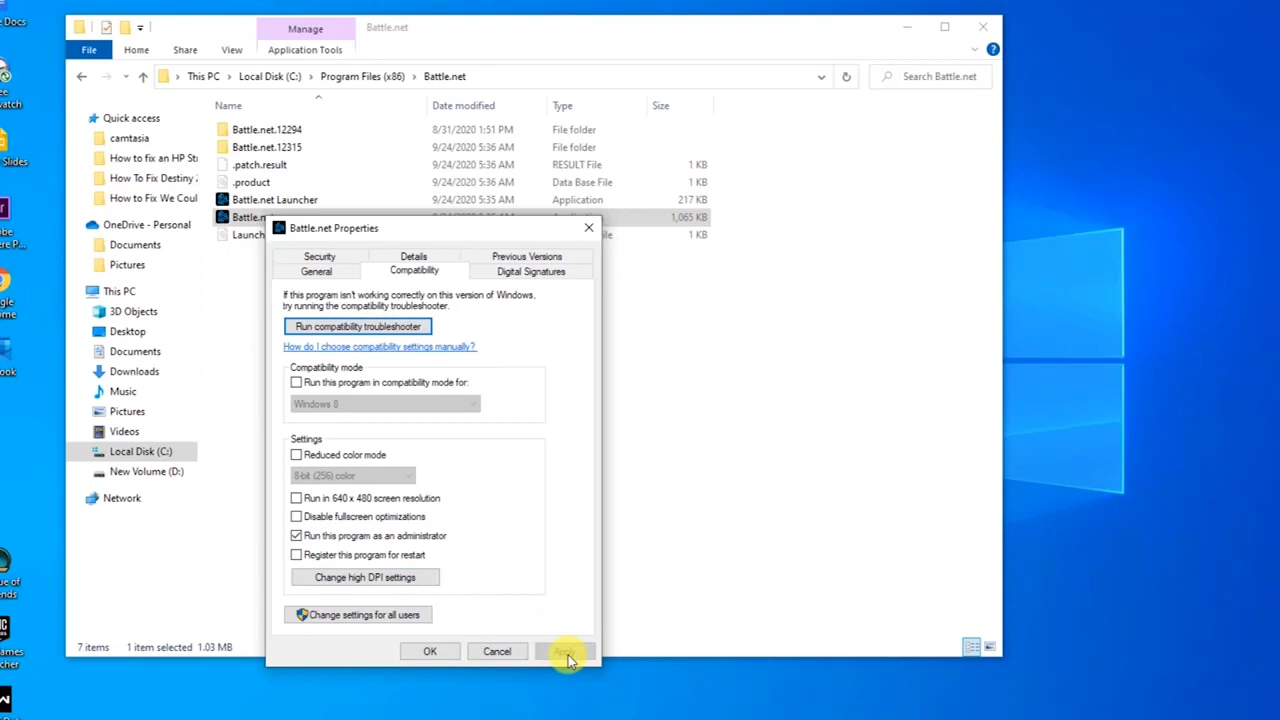 Manage
Battle.net
File
Home
Share
View
Application Tools
This PC
Local Disk (C:)
Program Files (x86)
Battle.net
Search Battle.net
Name
Date modified
Type
Size
Quick access
camtasia
How to fix an HP Str
How To Fix Destiny 2
How to Fix We Coul
OneDrive - Personal
Documents
Pictures
This PC
3D Objects
Desktop
Documents
Downloads
Music
Pictures
Videos
Local Disk (C:)
New Volume (D:)
Network
Battle.net.12294
8/31/2020 1:51 PM
File folder
Battle.net.12315
9/24/2020 5:36 AM
File folder
.patch.result
9/24/2020 5:36 AM
RESULT File
1 KB
.product
9/24/2020 5:36 AM
Data Base File
1 KB
Battle.net Launcher
9/24/2020 5:35 AM
Application
217 KB
1,065 KB
1 KB
Battle.net Properties
Security
Details
Previous Versions
General
Compatibility
Digital Signatures
If this program isn't working correctly on this version of Windows,
try running the compatibility troubleshooter.
Run compatibility troubleshooter
How do I choose compatibility settings manually?
Compatibility mode
Run this program in compatibility mode for:
Windows 8
Settings
Reduced color mode
8-bit (256) color
Run in 640 x 480 screen resolution
Disable fullscreen optimizations
Run this program as an administrator
Register this program for restart
Change high DPI settings
Change settings for all users
OK
Cancel
Apply
7 items
1 item selected
1.03 MB
Slides